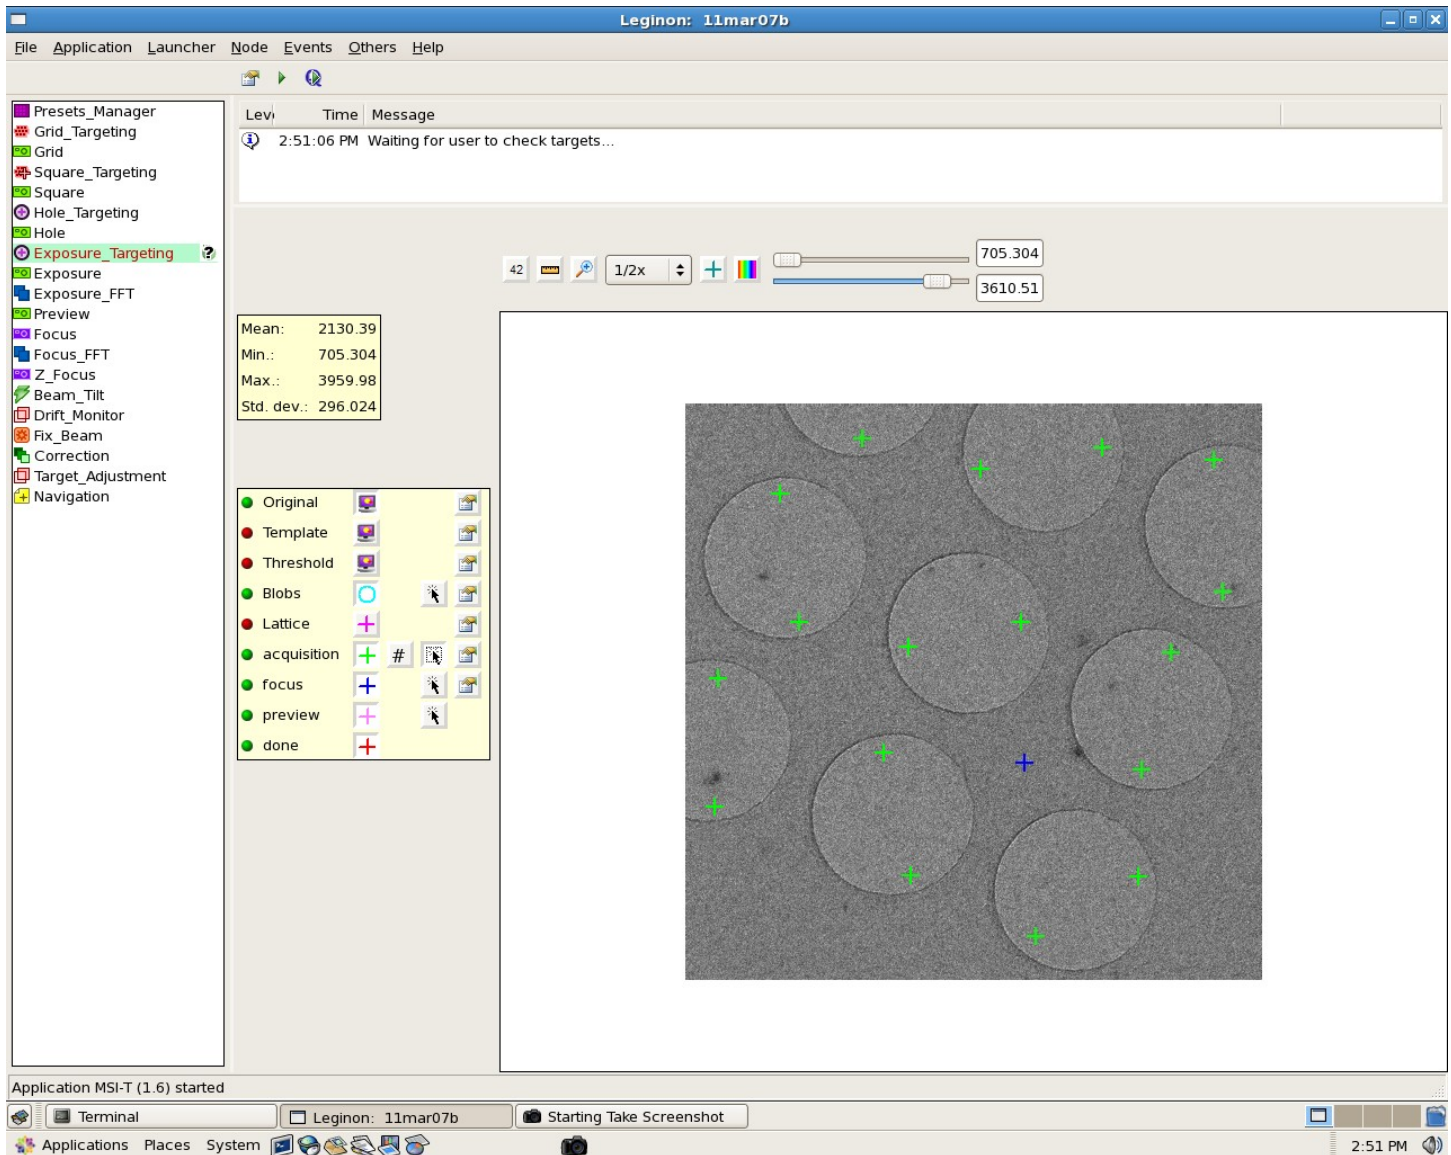 Leginon: 11mar07b
File Application Launcher Node Events Others Help
Presets_Manager
Grid_Targeting
Grid
Square_Targeting
Square
Hole_Targeting
Hole
Exposure_Targeting ?
Exposure
Exposure_FFT
Preview
Focus
Focus_FFT
Z_Focus
Beam_Tilt
Drift_Monitor
Fix_Beam
Correction
Target_Adjustment
Navigation
Leve Time Message
2:51:06 PM Waiting for user to check targets...
42 1/2x 705.304
3610.51
Mean: 2130.39
Min.: 705.304
Max.: 3959.98
Std. dev.: 296.024
Original
Template
Threshold
Blobs
Lattice
acquisition #
focus
preview
done
Application MSI-T (1.6) started
Terminal Leginon: 11mar07b Starting Take Screenshot
Applications Places System 2:51 PM